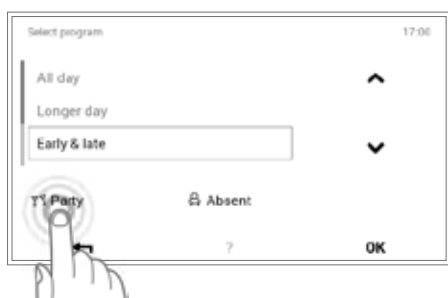 Select program 17:00
All day
Longer day
Early & late
Party Absent
? OK